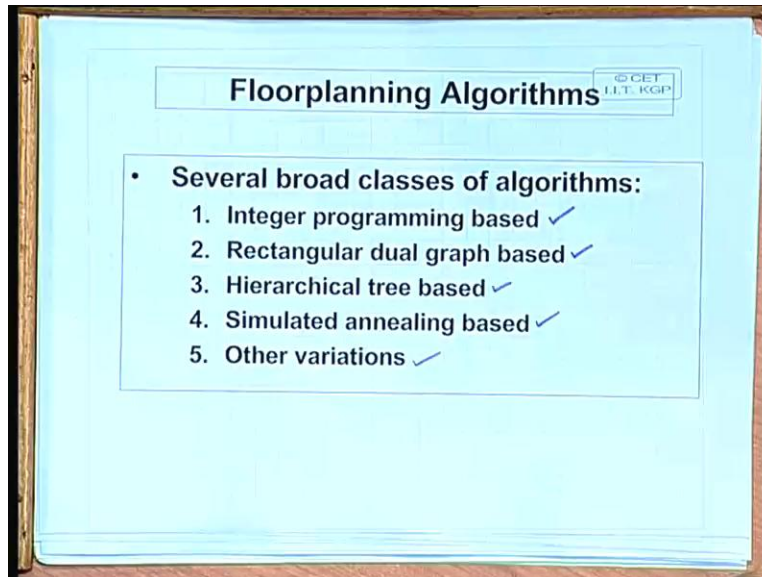 Floorplanning Algorithms
© CET
I.I.T. KGP
• Several broad classes of algorithms:
1. Integer programming based ✓
2. Rectangular dual graph based ✓
3. Hierarchical tree based ✓
4. Simulated annealing based ✓
5. Other variations ✓